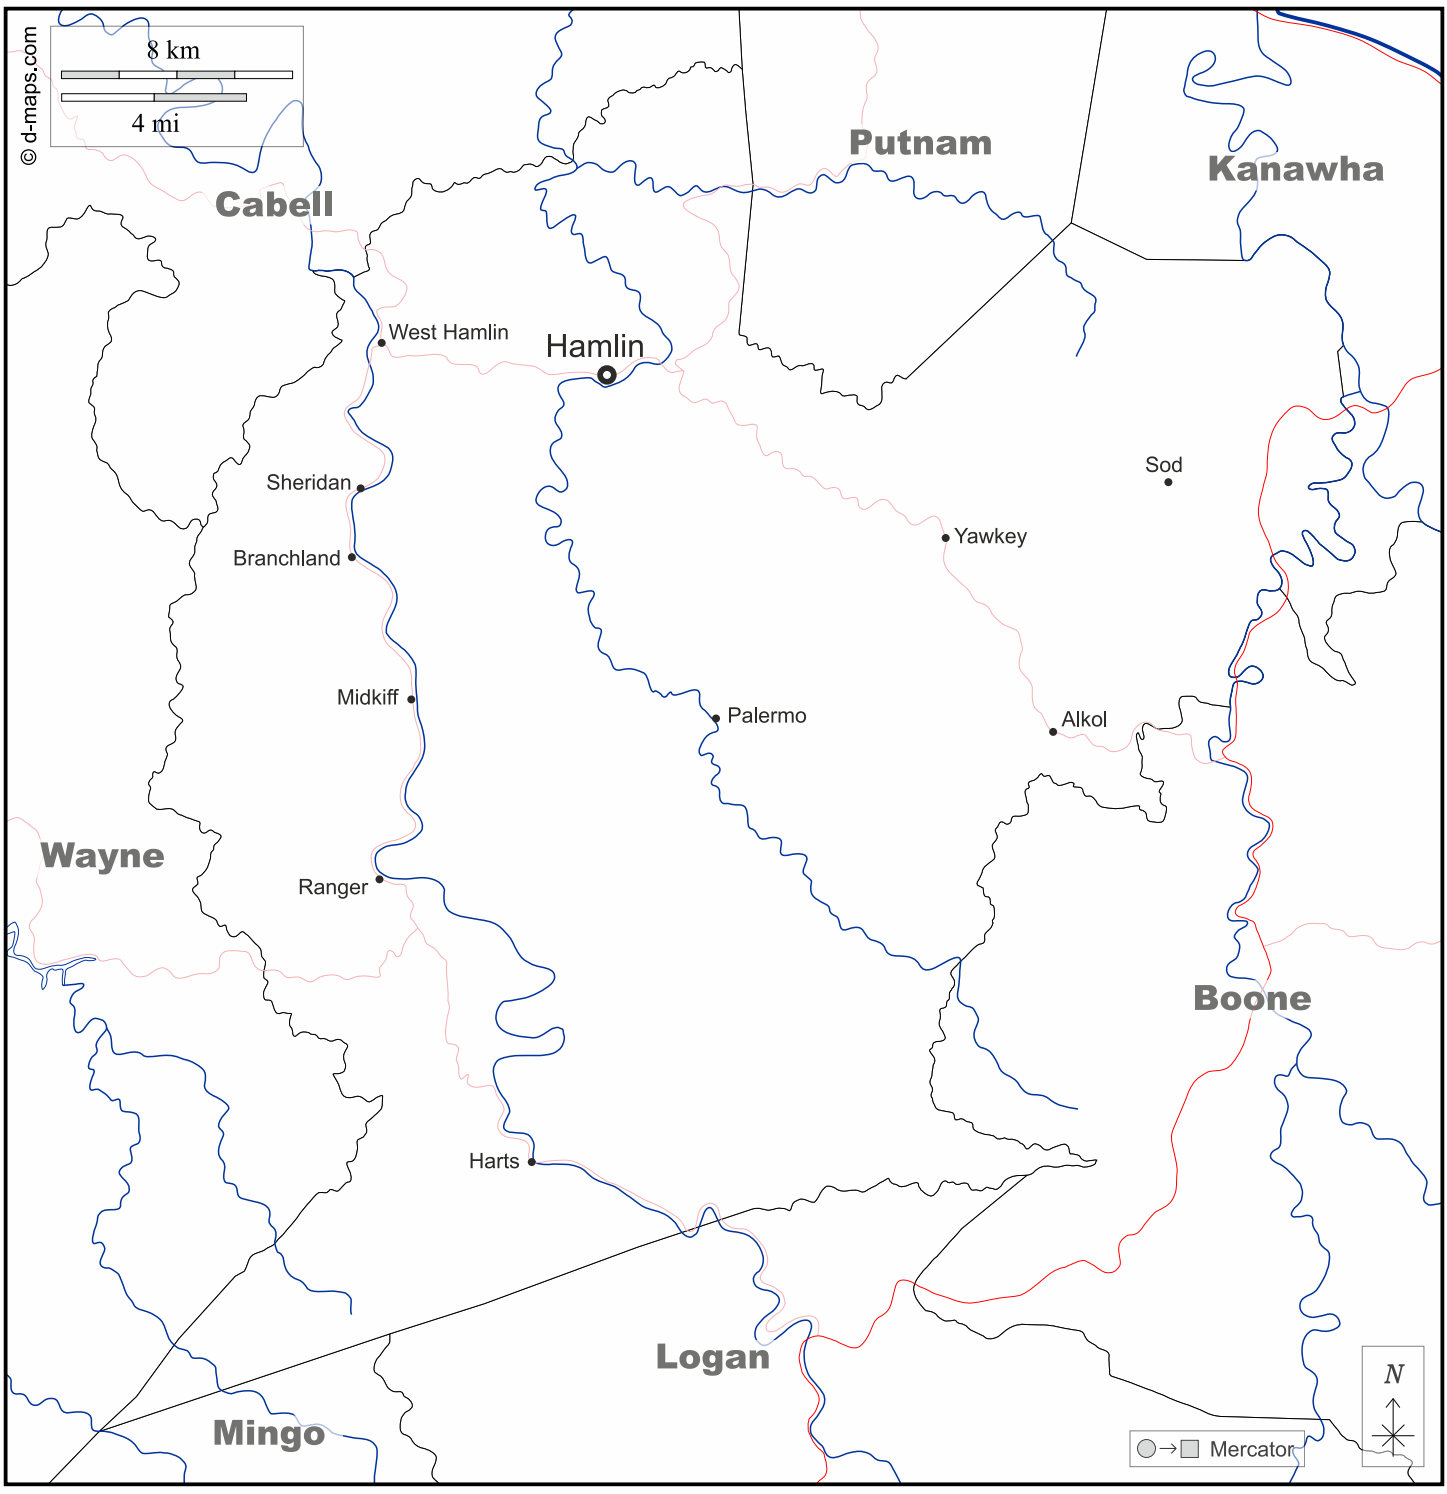 © d-maps.com
8 km
4 mi
Putnam
Kanawha
Cabell
West Hamlin
Hamlin
Sod
Sheridan
Yawkey
Branchland
Midkiff
Palermo
Alkol
Wayne
Ranger
Boone
Harts
Logan
N
Mingo
Mercator